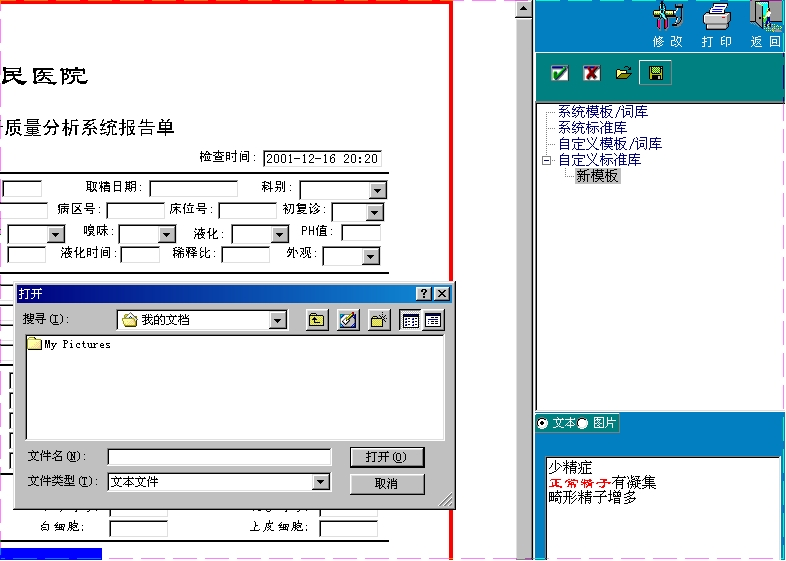 修 改 打 印 返 回
民医院
质量分析系统报告单
检查时间: 2001-12-16 20:20
取精日期: 科别:
病区号: 床位号: 初复诊:
嗅味: 液化: PH值:
液化时间: 稀释比: 外观:
白细胞: 上皮细胞:
打开
搜寻(I): 我的文档
My Pictures
文件名(N): 打开(O)
文件类型(T): 文本文件 取消
系统模板/词库
系统标准库
自定义模板/词库
自定义标准库
新模板
文本 图片
少精症
正常精子有凝集
畸形精子增多